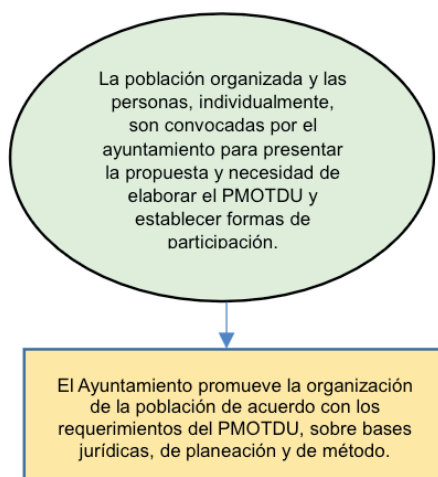 La población organizada y las
personas, individualmente,
son convocadas por el
ayuntamiento para presentar
la propuesta y necesidad de
elaborar el PMOTDU y
establecer formas de
participación.
El Ayuntamiento promueve la organización
de la población de acuerdo con los
requerimientos del PMOTDU, sobre bases
jurídicas, de planeación y de método.